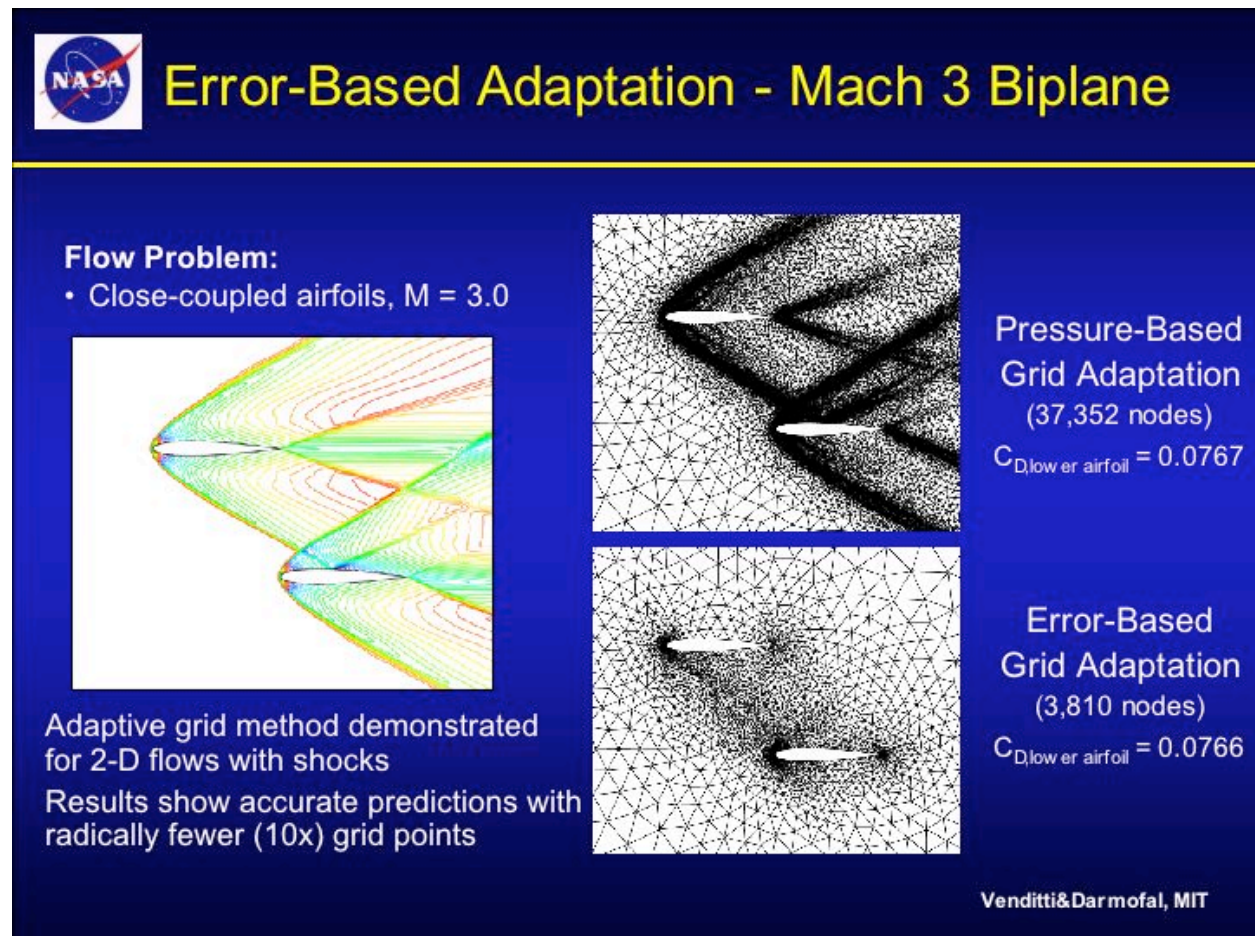 NASA
Error-Based Adaptation - Mach 3 Biplane
Flow Problem:
• Close-coupled airfoils, M = 3.0
Adaptive grid method demonstrated
for 2-D flows with shocks
Results show accurate predictions with
radically fewer (10x) grid points
Pressure-Based
Grid Adaptation
(37,352 nodes)
C_D,lower airfoil = 0.0767
Error-Based
Grid Adaptation
(3,810 nodes)
C_D,lower airfoil = 0.0766
Venditti&Darmofal, MIT